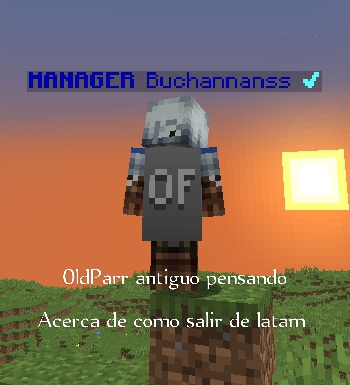 MANAGER Buchannanss ✔
OF
OldParr antiguo pensando
Acerca de como salir de latam